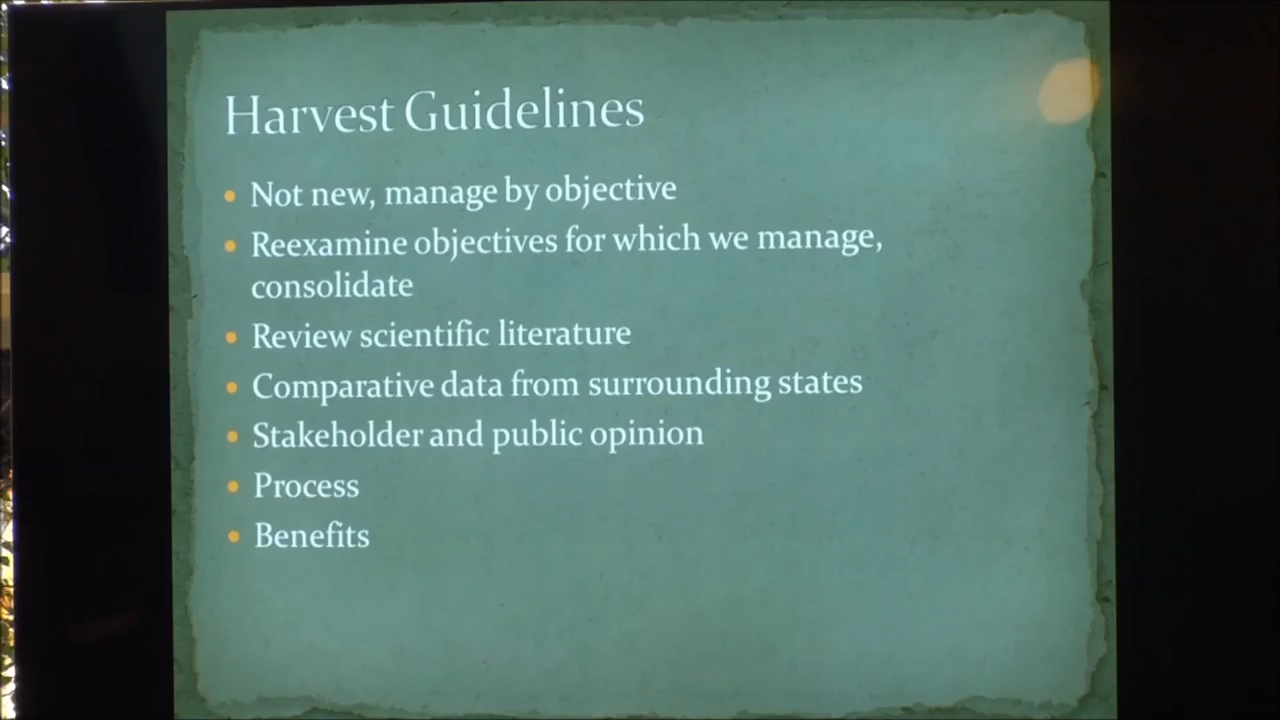 Harvest Guidelines
• Not new, manage by objective
• Reexamine objectives for which we manage,
consolidate
• Review scientific literature
• Comparative data from surrounding states
• Stakeholder and public opinion
• Process
• Benefits